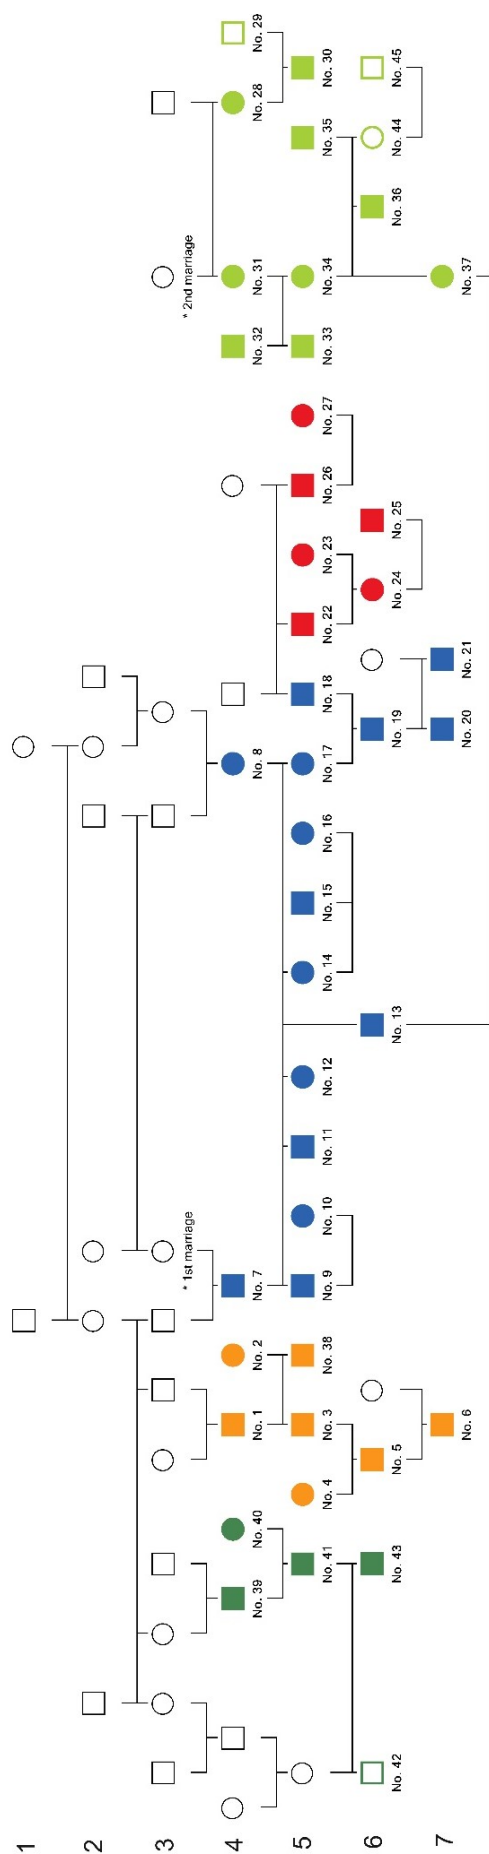 1
2
3
* 1st marriage
* 2nd marriage
4
No. 39
No. 40
No. 1
No. 2
No. 7
No. 8
No. 32
No. 31
No. 28
No. 29
5
No. 41
No. 4
No. 3
No. 38
No. 9
No. 10
No. 11
No. 12
No. 14
No. 15
No. 16
No. 17
No. 18
No. 22
No. 23
No. 26
No. 27
No. 33
No. 34
No. 35
No. 30
6
No. 42
No. 43
No. 5
No. 13
No. 19
No. 24
No. 25
No. 36
No. 44
No. 45
7
No. 6
No. 20
No. 21
No. 37